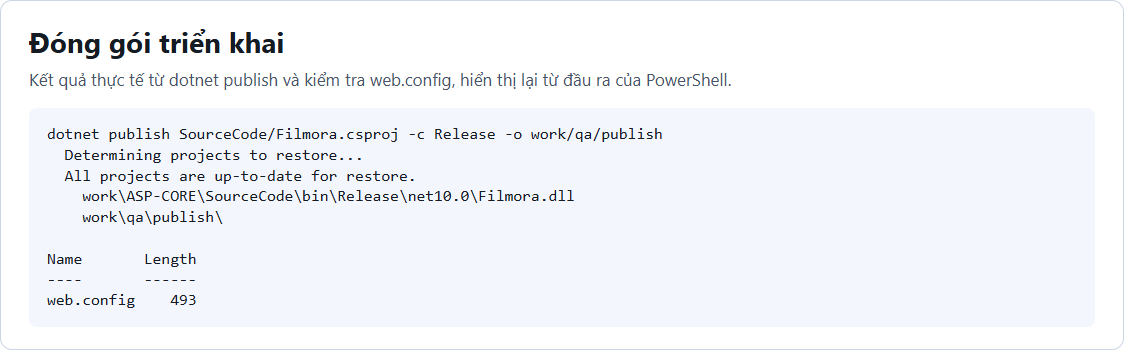 Đóng gói triển khai
Kết quả thực tế từ dotnet publish và kiểm tra web.config, hiển thị lại từ đầu ra của PowerShell.
dotnet publish SourceCode/Filmora.csproj -c Release -o work/qa/publish
  Determining projects to restore...
  All projects are up-to-date for restore.
    work\ASP-CORE\SourceCode\bin\Release\net10.0\Filmora.dll
    work\qa\publish\
Name       Length
----       ------
web.config    493